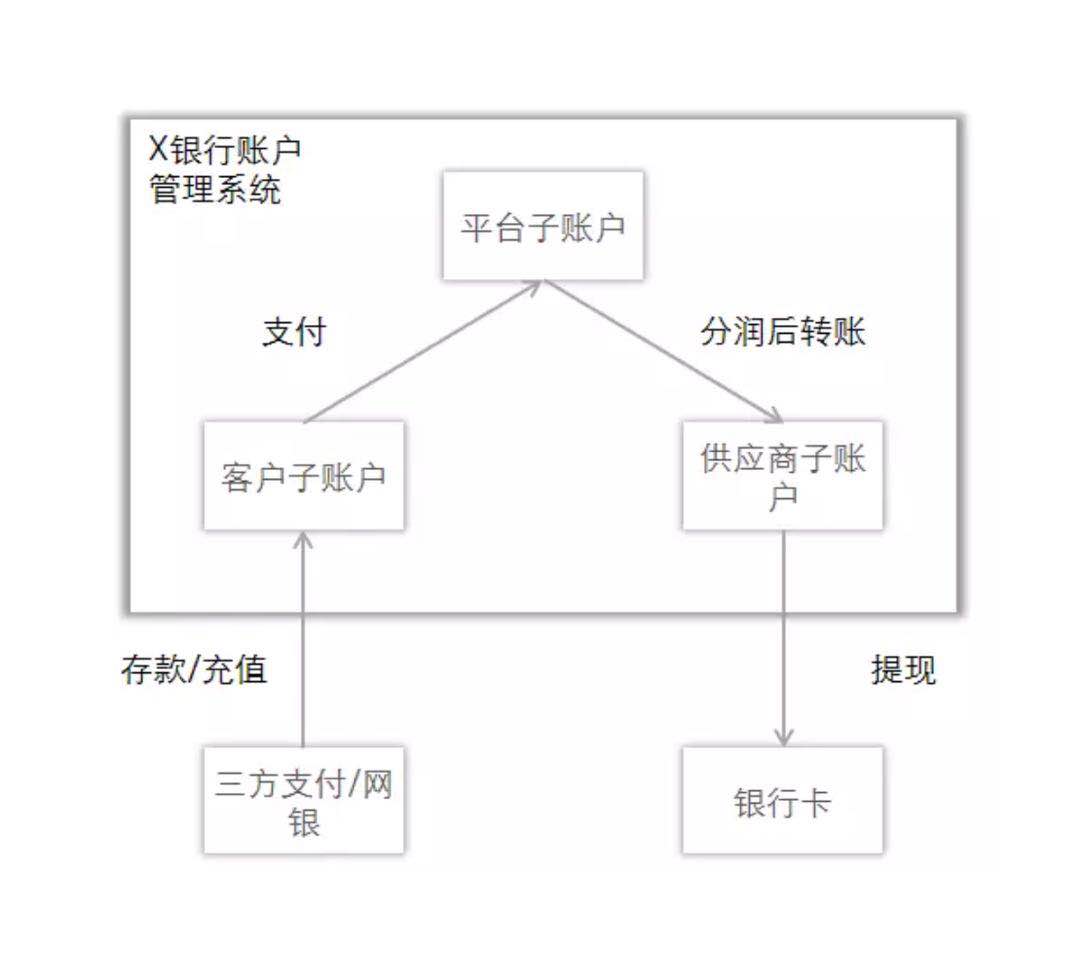 X银行账户
管理系统
平台子账户
支付
分润后转账
客户子账户
供应商子账
户
存款/充值
提现
三方支付/网
银
银行卡